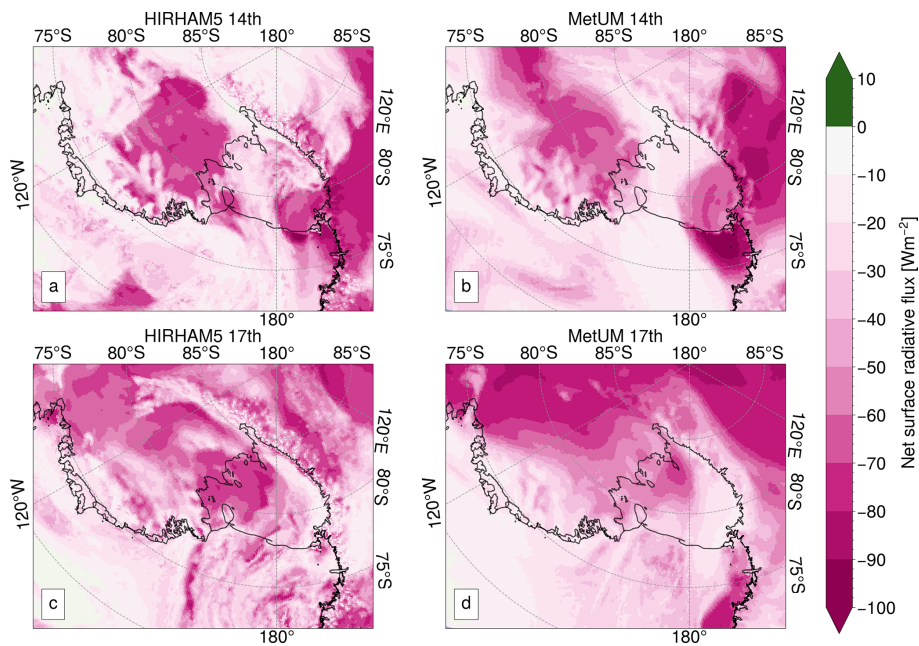 HIRHAM5 14th
75°S 80°S 85°S 180° 85°S
120°E
80°S
75°S
120°W
a
180°
MetUM 14th
75°S 80°S 85°S 180° 85°S
120°E
80°S
75°S
120°W
b
180°
HIRHAM5 17th
75°S 80°S 85°S 180° 85°S
120°E
80°S
75°S
120°W
c
180°
MetUM 17th
75°S 80°S 85°S 180° 85°S
120°E
80°S
75°S
120°W
d
180°
10
0
−10
−20
−30
−40
−50
−60
−70
−80
−90
−100
Net surface radiative flux [Wm⁻²]